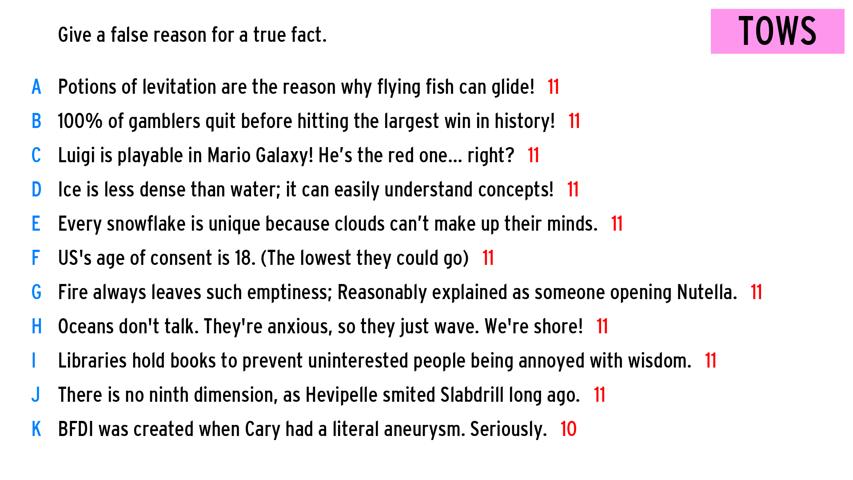 Give a false reason for a true fact.
TOWS
A Potions of levitation are the reason why flying fish can glide! 11
B 100% of gamblers quit before hitting the largest win in history! 11
C Luigi is playable in Mario Galaxy! He's the red one... right? 11
D Ice is less dense than water; it can easily understand concepts! 11
E Every snowflake is unique because clouds can't make up their minds. 11
F US's age of consent is 18. (The lowest they could go) 11
G Fire always leaves such emptiness; Reasonably explained as someone opening Nutella. 11
H Oceans don't talk. They're anxious, so they just wave. We're shore! 11
I Libraries hold books to prevent uninterested people being annoyed with wisdom. 11
J There is no ninth dimension, as Hevipelle smited Slabdrill long ago. 11
K BFDI was created when Cary had a literal aneurysm. Seriously. 10